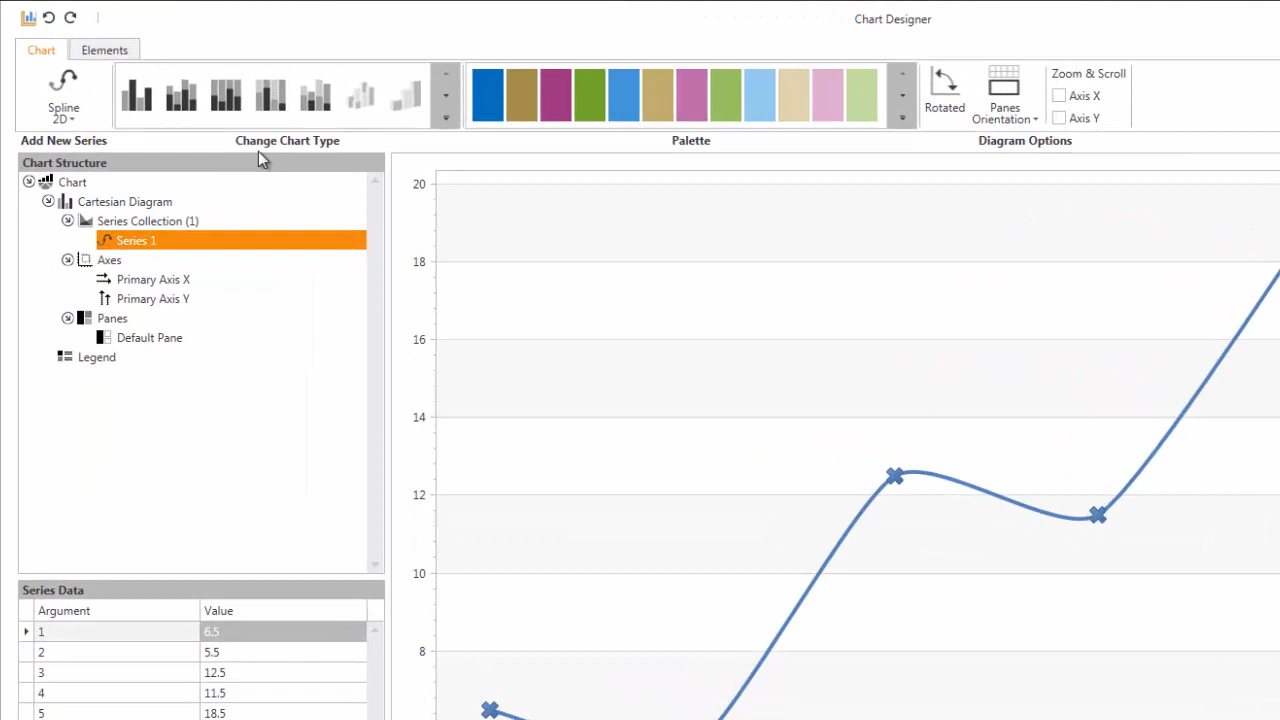 Chart Designer
Chart Elements
Spline
2D
Rotated
Panes
Orientation
Zoom & Scroll
Axis X
Axis Y
Add New Series Change Chart Type Palette Diagram Options
Chart Structure
Chart
Cartesian Diagram
Series Collection (1)
Series 1
Axes
Primary Axis X
Primary Axis Y
Panes
Default Pane
Legend
Series Data
Argument Value
1 6.5
2 5.5
3 12.5
4 11.5
5 18.5
20
18
16
14
12
10
8